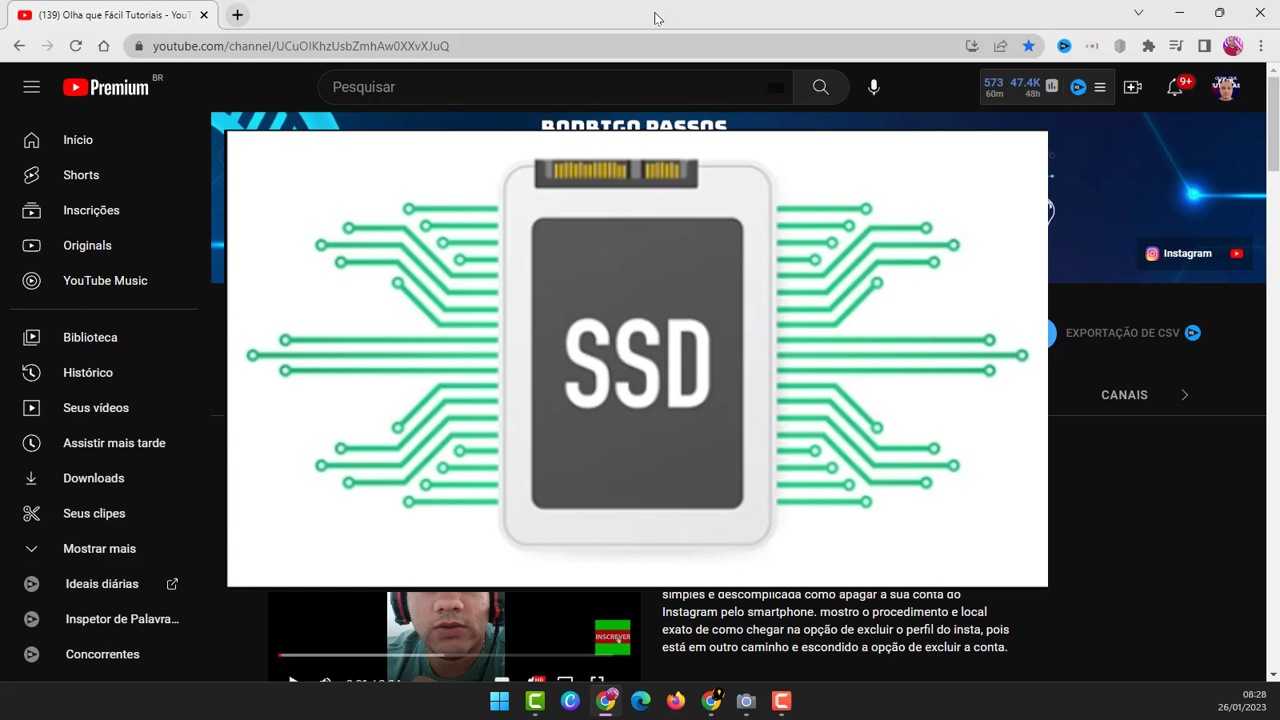 (139) Olha que Fácil Tutoriais - YouT
youtube.com/channel/UCuOIKhzUsbZmhAw0XXvXJuQ
Premium BR
Pesquisar
573 47.4K
60m 48h
9+
Início
Shorts
Inscrições
Originals
YouTube Music
Biblioteca
Histórico
Seus vídeos
Assistir mais tarde
Downloads
Seus clipes
Mostrar mais
Ideais diárias
Inspetor de Palavra...
Concorrentes
RODRIGO PASSOS
Instagram
EXPORTAÇÃO DE CSV
CANAIS
SSD
INSCREVER
HD
simples e descomplicada como apagar a sua conta do
Instagram pelo smartphone. mostro o procedimento e local
exato de como chegar na opção de excluir o perfil do insta, pois
está em outro caminho e escondido a opção de excluir a conta.
08:28
26/01/2023